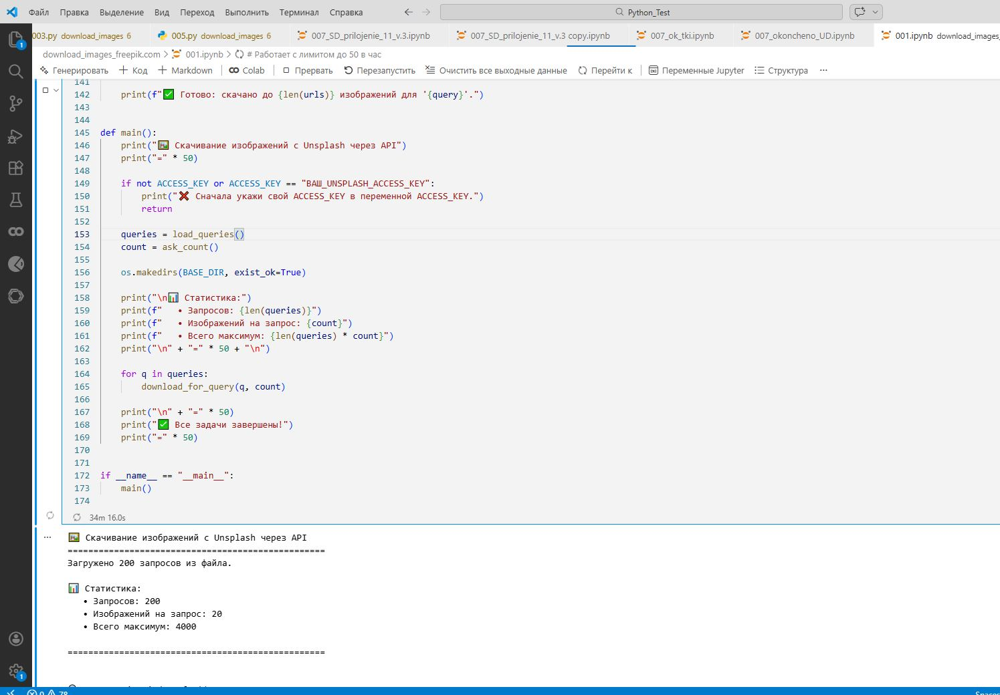 Файл Правка Выделение Вид Переход Выполнить Терминал Справка Python_Test
003.py download_images 6 005.py download_images 6 007_SD_prilojenie_11_v.3.ipynb 007_SD_prilojenie_11_v.3 copy.ipynb 007_ok_tki.ipynb 007_okoncheno_UD.ipynb 001.ipynb download_images_
download_images_freepik.com > 001.ipynb > # Работает с лимитом до 50 в час
Генерировать + Код + Markdown Colab Прервать Перезапустить Очистить все выходные данные Перейти к Переменные Jupyter Структура ...
141
142 print(f"✅ Готово: скачано до {len(urls)} изображений для '{query}'.")
143
144
145 def main():
146 print("🖼️ Скачивание изображений с Unsplash через API")
147 print("=" * 50)
148
149 if not ACCESS_KEY or ACCESS_KEY == "ВАШ_UNSPLASH_ACCESS_KEY":
150 print("❌ Сначала укажи свой ACCESS_KEY в переменной ACCESS_KEY.")
151 return
152
153 queries = load_queries()
154 count = ask_count()
155
156 os.makedirs(BASE_DIR, exist_ok=True)
157
158 print("\n📊 Статистика:")
159 print(f"   • Запросов: {len(queries)}")
160 print(f"   • Изображений на запрос: {count}")
161 print(f"   • Всего максимум: {len(queries) * count}")
162 print("\n" + "=" * 50 + "\n")
163
164 for q in queries:
165 download_for_query(q, count)
166
167 print("\n" + "=" * 50)
168 print("✅ Все задачи завершены!")
169 print("=" * 50)
170
171
172 if __name__ == "__main__":
173 main()
174
34m 16.0s
🖼️ Скачивание изображений с Unsplash через API
==================================================
Загружено 200 запросов из файла.
📊 Статистика:
• Запросов: 200
• Изображений на запрос: 20
• Всего максимум: 4000
==================================================
0 78